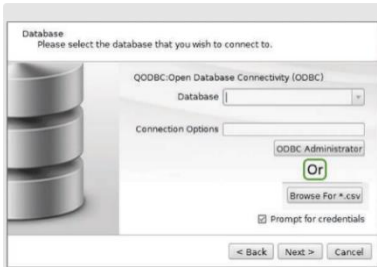 Database
Please select the database that you wish to connect to.
QODBC:Open Database Connectivity (ODBC)
Database
Connection Options
ODBC Administrator
Or
Browse For *.csv
Prompt for credentials
< Back Next > Cancel